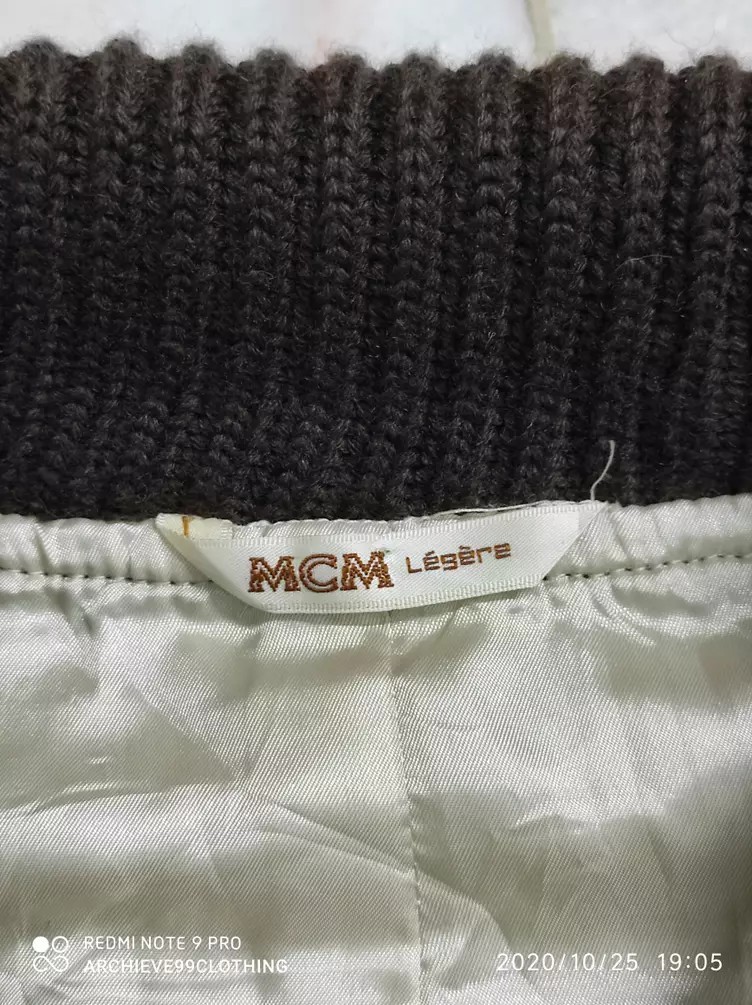 MCM Légère
REDMI NOTE 9 PRO
ARCHIEVE99CLOTHING
2020/10/25 19:05